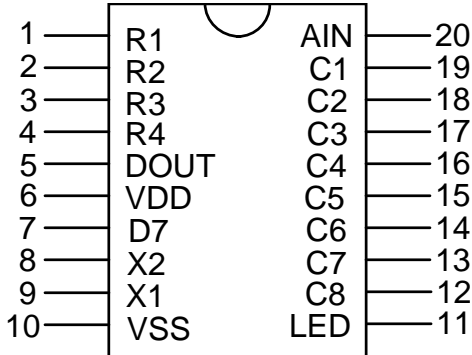 1 R1 AIN 20
2 R2 C1 19
3 R3 C2 18
4 R4 C3 17
5 DOUT C4 16
6 VDD C5 15
7 D7 C6 14
8 X2 C7 13
9 X1 C8 12
10 VSS LED 11